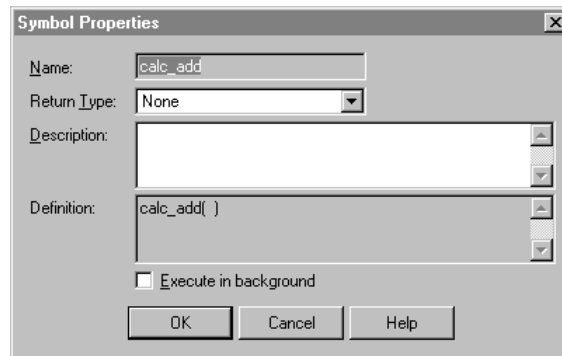 Symbol Properties
Name: calc_add
Return Type: None
Description:
Definition: calc_add( )
Execute in background
OK Cancel Help